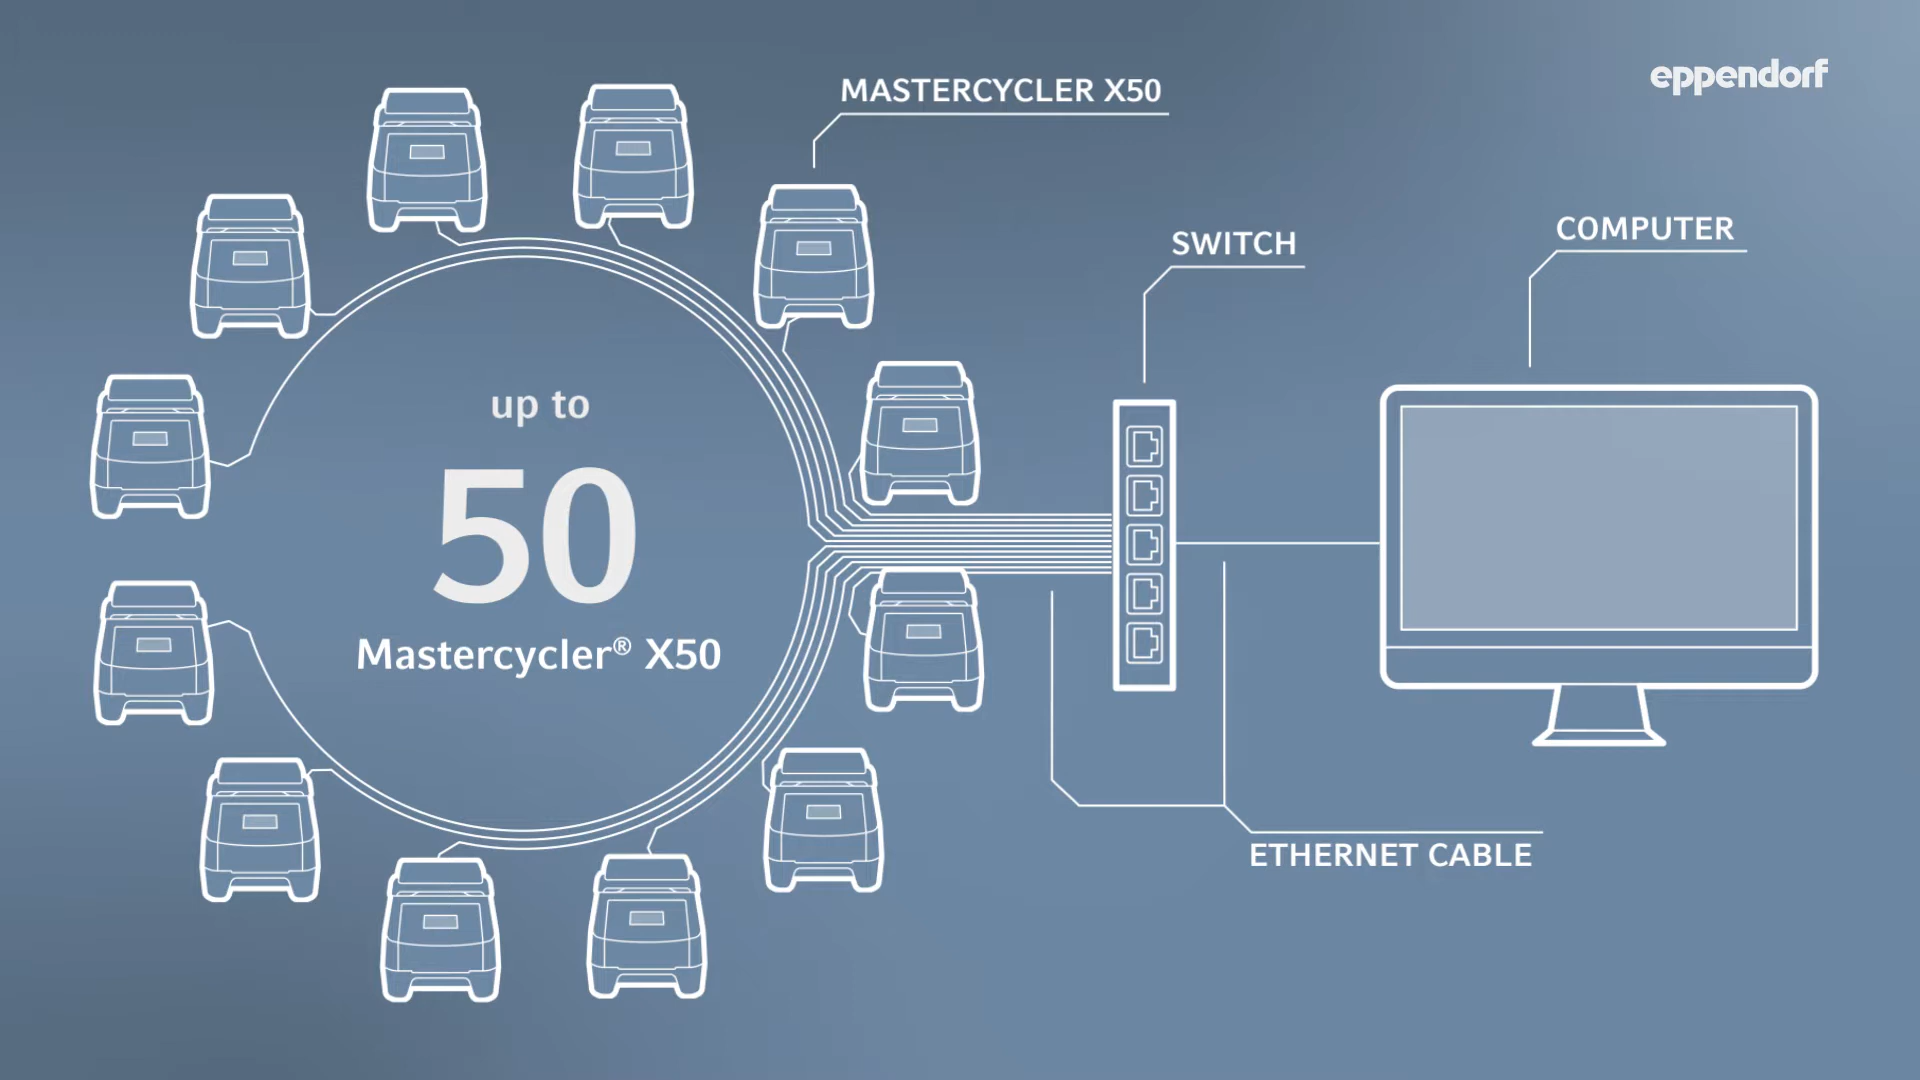 eppendorf
MASTERCYCLER X50
SWITCH
COMPUTER
up to
50
Mastercycler® X50
ETHERNET CABLE